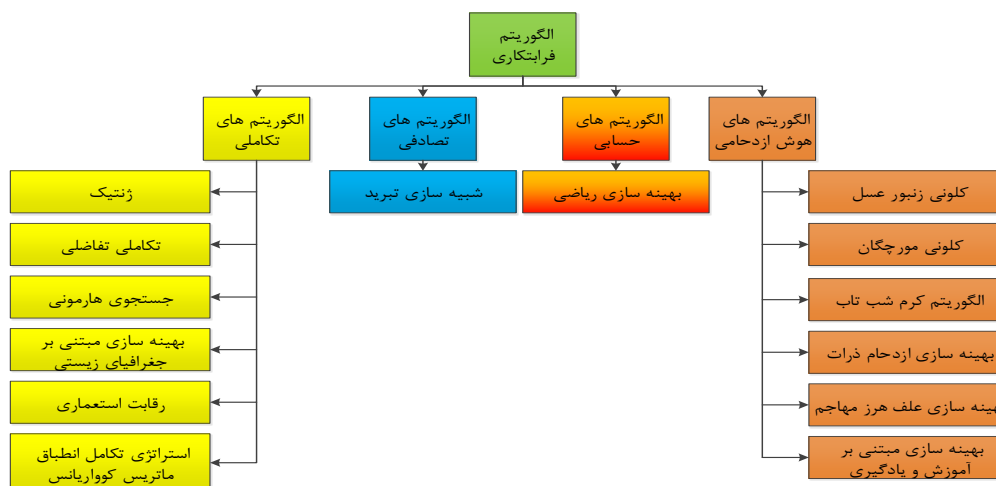 الگوریتم
فرابتکاری
الگوریتم های
هوش ازدحامی
الگوریتم های
حسابی
الگوریتم های
تصادفی
الگوریتم های
تکاملی
کلونی زنبور عسل
کلونی مورچگان
الگوریتم کرم شب تاب
بهینه سازی ازدحام ذرات
بهینه سازی علف هرز مهاجم
بهینه سازی مبتنی بر
آموزش و یادگیری
بهینه سازی ریاضی
شبیه سازی تبرید
ژنتیک
تکاملی تفاضلی
جستجوی هارمونی
بهینه سازی مبتنی بر
جغرافیای زیستی
رقابت استعماری
استراتژی تکامل انطباق
ماتریس کوواریانس